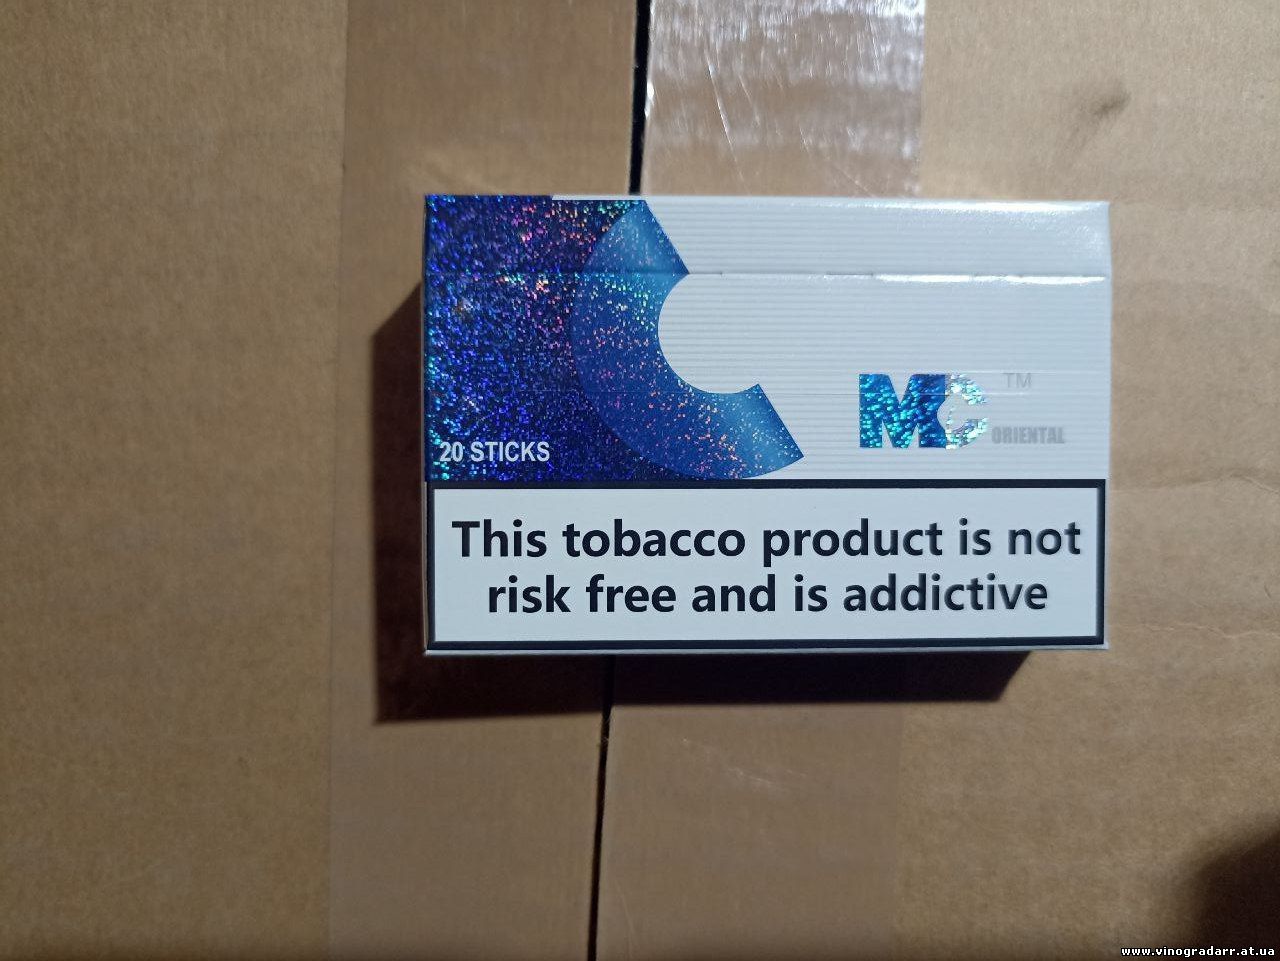 20 STICKS
MC ™
ORIENTAL
This tobacco product is not
risk free and is addictive
www.vinogradarr.at.ua